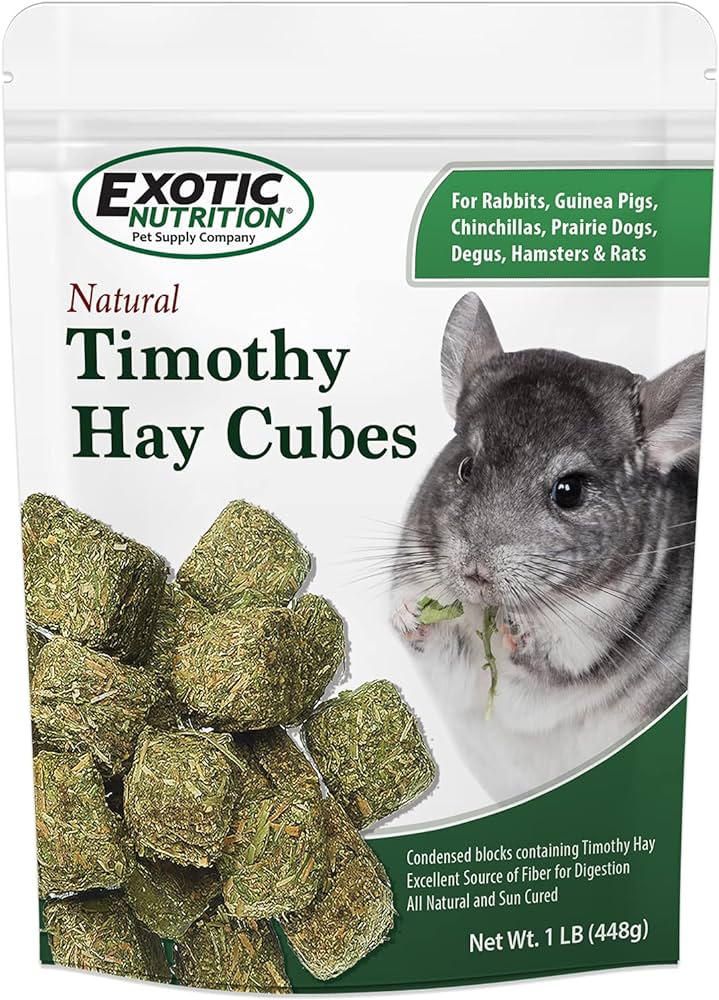 EXOTIC
NUTRITION®
Pet Supply Company
For Rabbits, Guinea Pigs,
Chinchillas, Prairie Dogs,
Degus, Hamsters & Rats
Natural
Timothy
Hay Cubes
Condensed blocks containing Timothy Hay
Excellent Source of Fiber for Digestion
All Natural and Sun Cured
Net Wt. 1 LB (448g)